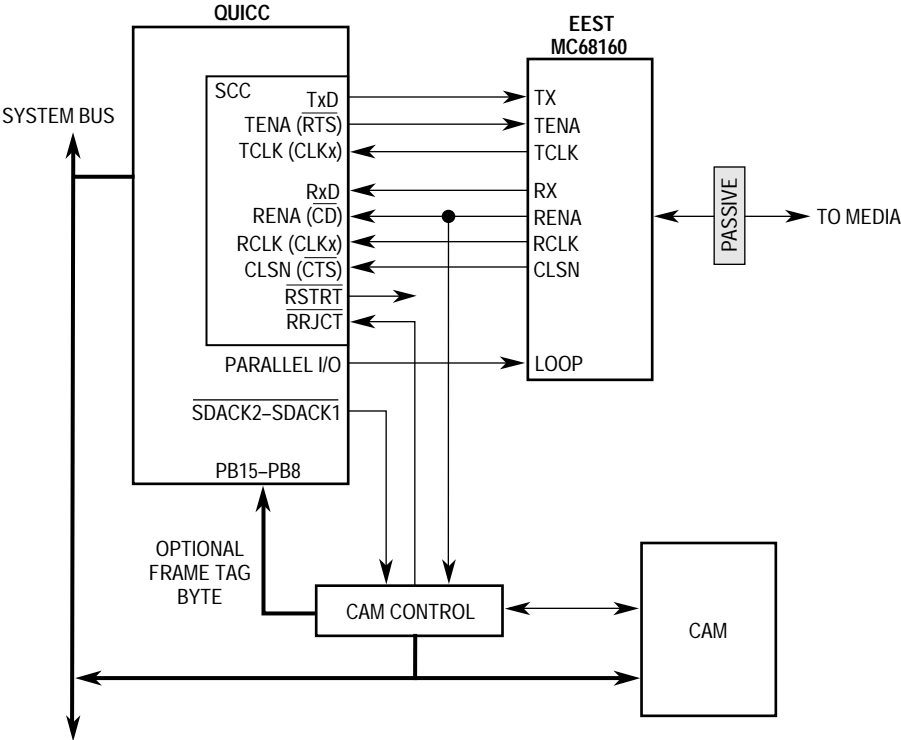 QUICC
EEST
MC68160
SYSTEM BUS
SCC
TxD
TENA (RTS)
TCLK (CLKx)
RxD
RENA (CD)
RCLK (CLKx)
CLSN (CTS)
RSTRT
RRJCT
PARALLEL I/O
SDACK2–SDACK1
PB15–PB8
TX
TENA
TCLK
RX
RENA
RCLK
CLSN
LOOP
PASSIVE
TO MEDIA
OPTIONAL
FRAME TAG
BYTE
CAM CONTROL
CAM